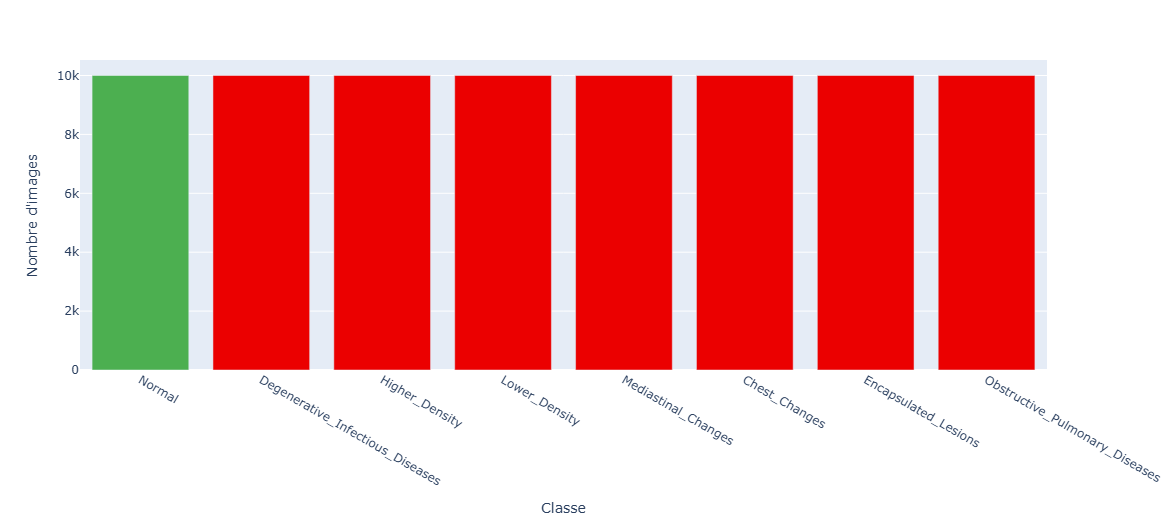 Nombre d'images
10k
8k
6k
4k
2k
0
Normal
Degenerative_Infectious_Diseases
Higher_Density
Lower_Density
Mediastinal_Changes
Chest_Changes
Encapsulated_Lesions
Obstructive_Pulmonary_Diseases
Classe